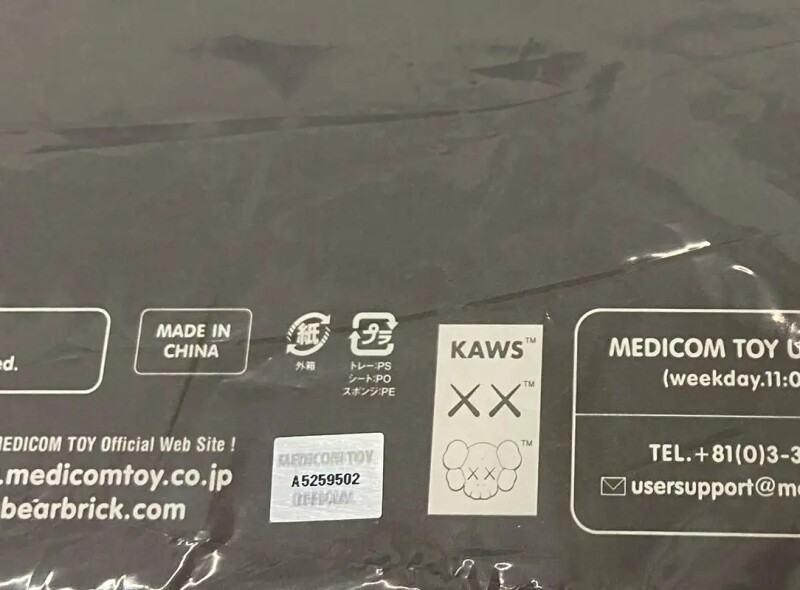 ed.
MADE IN
CHINA
紙
外箱
プラ
トレー:PS
シート:PO
スポンジ:PE
KAWS™
XX™
™
MEDICOM TOY
(weekday.11:0
TEL.+81(0)3-3
usersupport@me
MEDICOM TOY Official Web Site !
.medicomtoy.co.jp
bearbrick.com
MEDICOM TOY
A5259502
OFFICIAL